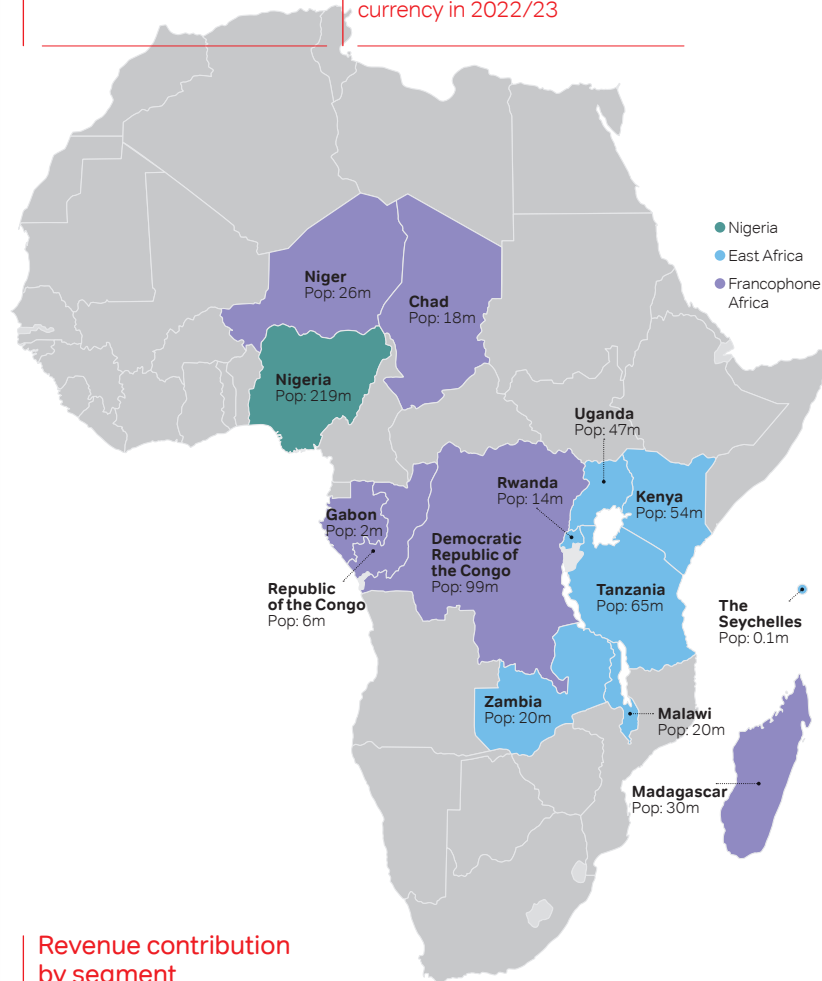 currency in 2022/23
Nigeria
East Africa
Francophone
Africa
Niger
Pop: 26m
Chad
Pop: 18m
Nigeria
Pop: 219m
Uganda
Pop: 47m
Rwanda
Pop: 14m
Kenya
Pop: 54m
Gabon
Pop: 2m
Democratic
Republic of
the Congo
Pop: 99m
Republic
of the Congo
Pop: 6m
Tanzania
Pop: 65m
The
Seychelles
Pop: 0.1m
Zambia
Pop: 20m
Malawi
Pop: 20m
Madagascar
Pop: 30m
Revenue contribution
by segment